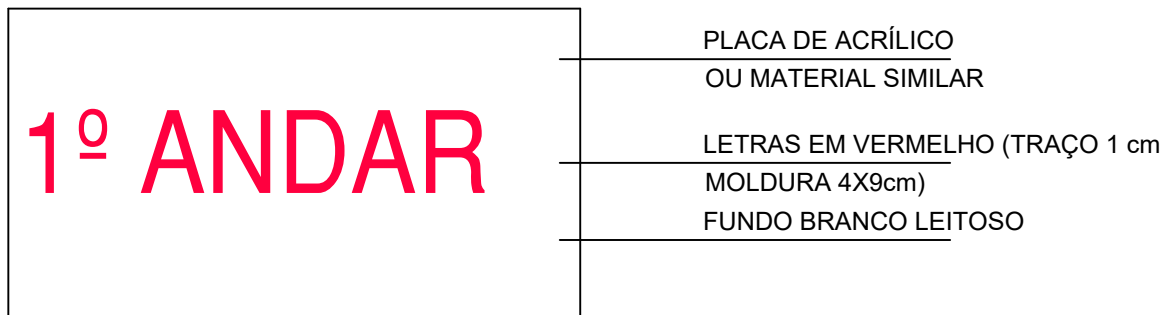 1º ANDAR
PLACA DE ACRÍLICO
OU MATERIAL SIMILAR
LETRAS EM VERMELHO (TRAÇO 1 cm
MOLDURA 4X9cm)
FUNDO BRANCO LEITOSO